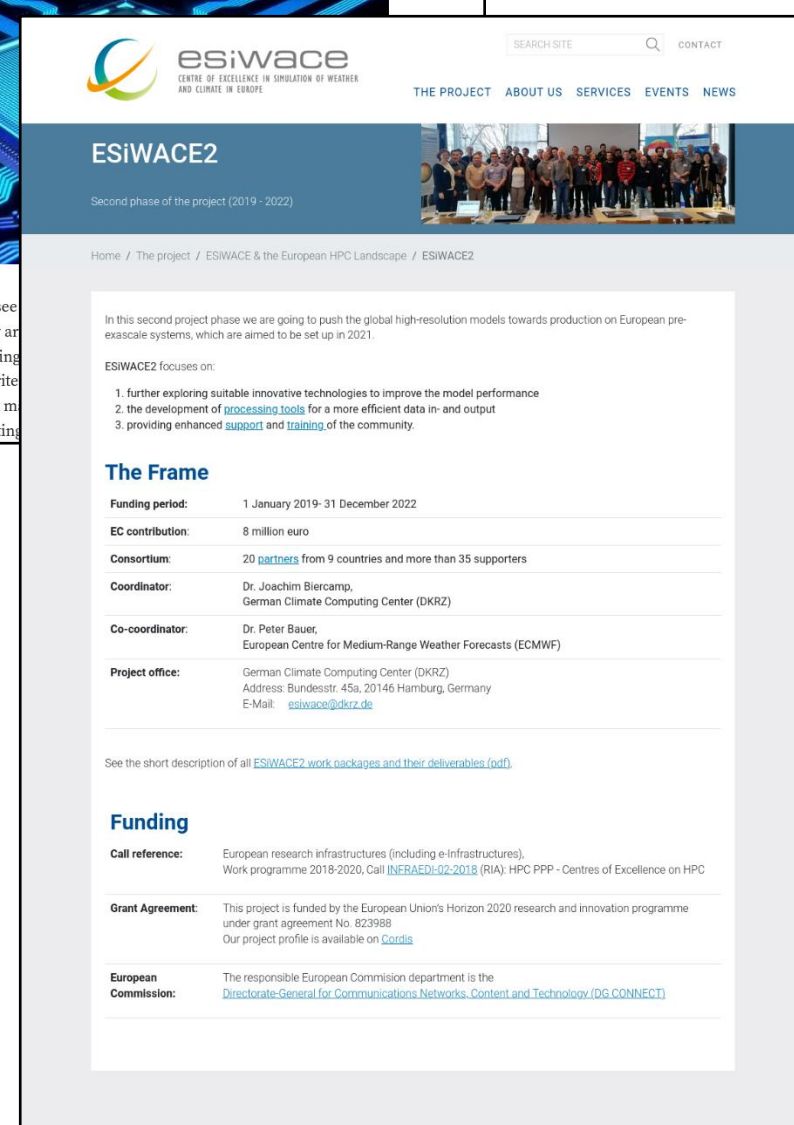 esiwace
CENTRE OF EXCELLENCE IN SIMULATION OF WEATHER
AND CLIMATE IN EUROPE
SEARCH SITE
CONTACT
THE PROJECT ABOUT US SERVICES EVENTS NEWS
ESiWACE2
Second phase of the project (2019 - 2022)
Home / The project / ESiWACE & the European HPC Landscape / ESiWACE2
see
ar
ing
rite
m
ting
In this second project phase we are going to push the global high-resolution models towards production on European pre-
exascale systems, which are aimed to be set up in 2021.
ESiWACE2 focuses on:
1. further exploring suitable innovative technologies to improve the model performance
2. the development of processing tools for a more efficient data in- and output
3. providing enhanced support and training of the community.
The Frame
Funding period: 1 January 2019- 31 December 2022
EC contribution: 8 million euro
Consortium: 20 partners from 9 countries and more than 35 supporters
Coordinator: Dr. Joachim Biercamp,
German Climate Computing Center (DKRZ)
Co-coordinator: Dr. Peter Bauer,
European Centre for Medium-Range Weather Forecasts (ECMWF)
Project office: German Climate Computing Center (DKRZ)
Address: Bundesstr. 45a, 20146 Hamburg, Germany
E-Mail: esiwace@dkrz.de
See the short description of all ESiWACE2 work packages and their deliverables (pdf).
Funding
Call reference: European research infrastructures (including e-Infrastructures),
Work programme 2018-2020, Call INFRAEDI-02-2018 (RIA): HPC PPP - Centres of Excellence on HPC
Grant Agreement: This project is funded by the European Union's Horizon 2020 research and innovation programme
under grant agreement No. 823988
Our project profile is available on Cordis
European The responsible European Commision department is the
Commission: Directorate-General for Communications Networks, Content and Technology (DG CONNECT)